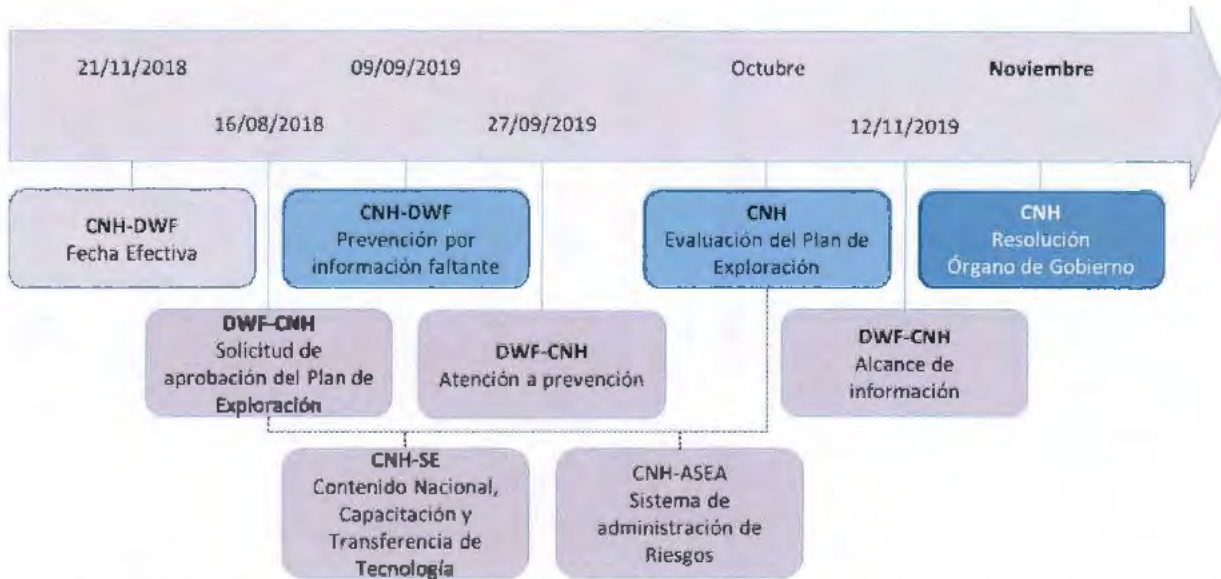 21/11/2018
09/09/2019
Octubre
Noviembre
16/08/2018
27/09/2019
12/11/2019
CNH-DWF
Fecha Efectiva
CNH-DWF
Prevención por
información faltante
CNH
Evaluación del Plan de
Exploración
CNH
Resolución
Órgano de Gobierno
DWF-CNH
Solicitud de
aprobación del Plan de
Exploración
DWF-CNH
Atención a prevención
DWF-CNH
Alcance de
información
CNH-SE
Contenido Nacional,
Capacitación y
Transferencia de
Tecnología
CNH-ASEA
Sistema de
administración de
Riesgos